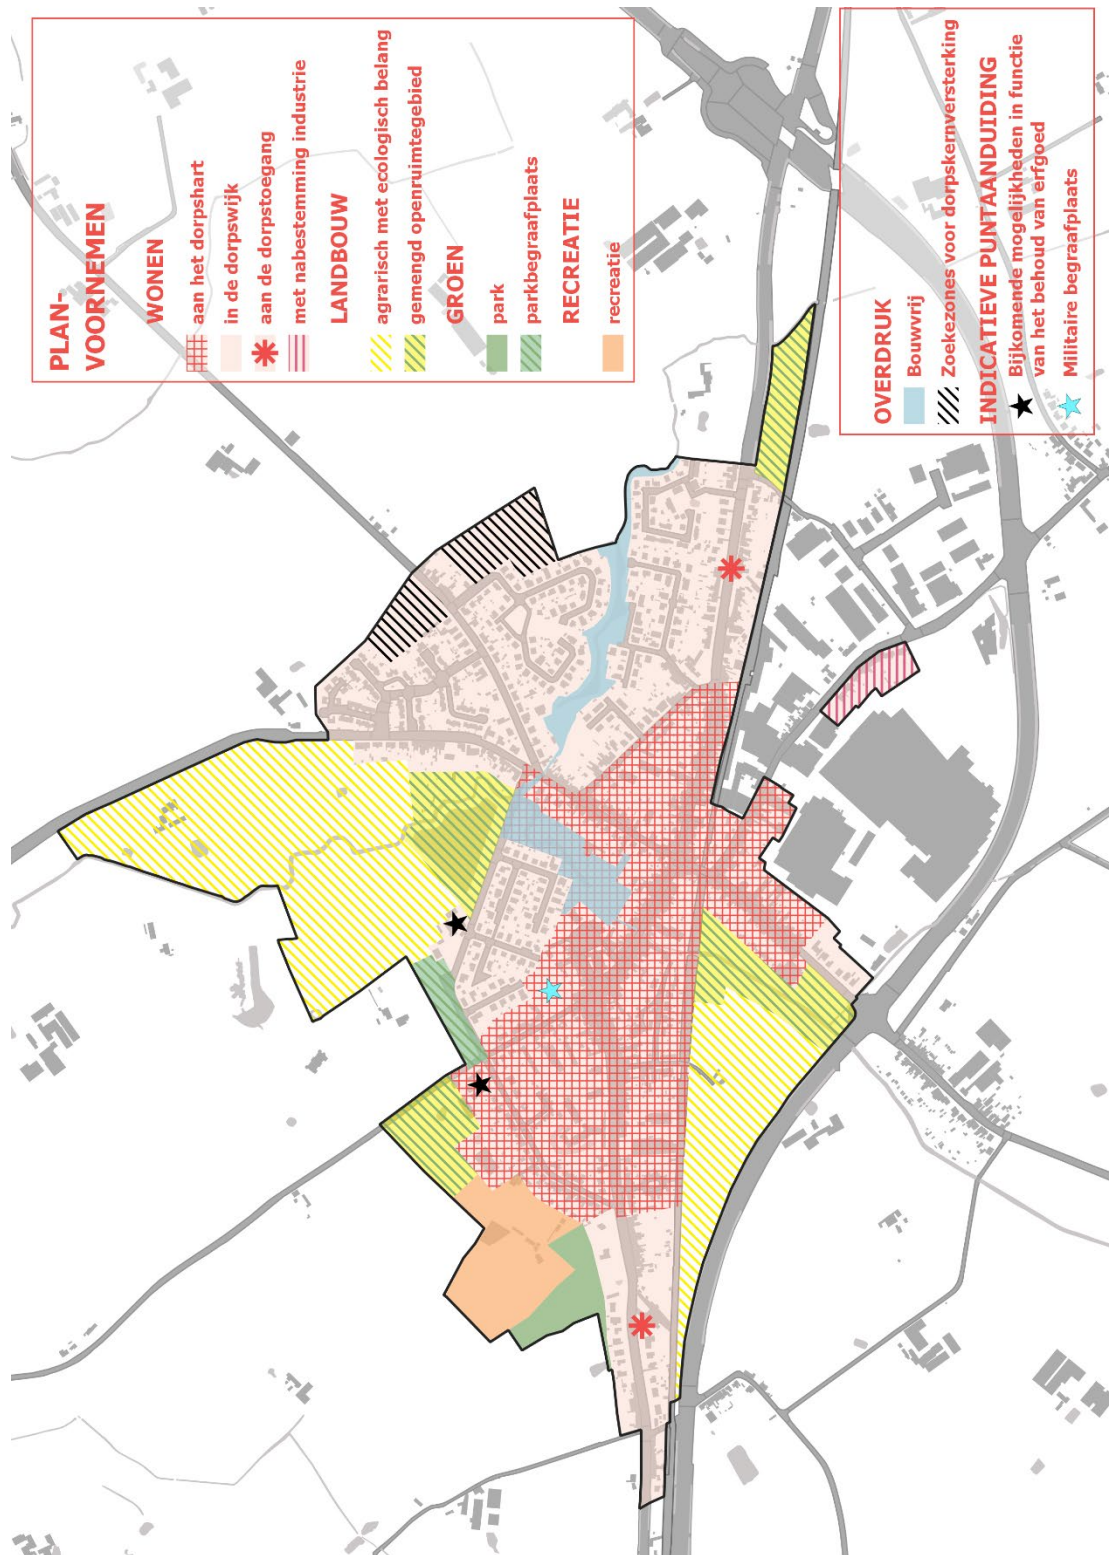 PLAN-
VOORNEMEN
WONEN
aan het dorpshart
in de dorpswijk
aan de dorpstoegang
met nabestemming industrie
LANDBOUW
agrarisch met ecologisch belang
gemengd openruimtegebied
GROEN
park
parkbegraafplaats
RECREATIE
recreatie
OVERDRUK
Bouwvrij
Zoekezones voor dorpskernversterking
INDICATIEVE PUNTAANDUIDING
Bijkomende mogelijkheden in functie
van het behoud van erfgoed
Militaire begraafplaats